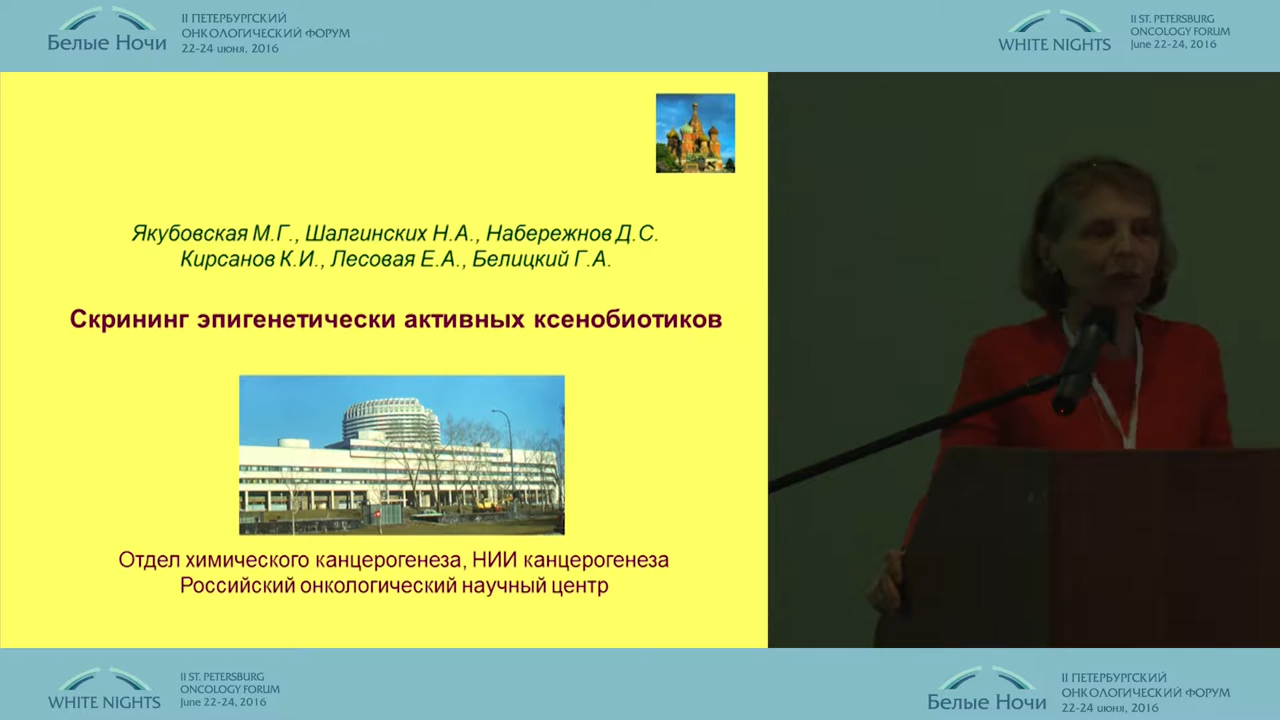 Белые Ночи
II ПЕТЕРБУРГСКИЙ
ОНКОЛОГИЧЕСКИЙ ФОРУМ
22-24 июня, 2016
WHITE NIGHTS
II ST. PETERSBURG
ONCOLOGY FORUM
June 22-24, 2016
Якубовская М.Г., Шалгинских Н.А., Набережнов Д.С.
Кирсанов К.И., Лесовая Е.А., Белицкий Г.А.
Скрининг эпигенетически активных ксенобиотиков
Отдел химического канцерогенеза, НИИ канцерогенеза
Российский онкологический научный центр
WHITE NIGHTS
II ST. PETERSBURG
ONCOLOGY FORUM
June 22-24, 2016
Белые Ночи
II ПЕТЕРБУРГСКИЙ
ОНКОЛОГИЧЕСКИЙ ФОРУМ
22-24 июня, 2016